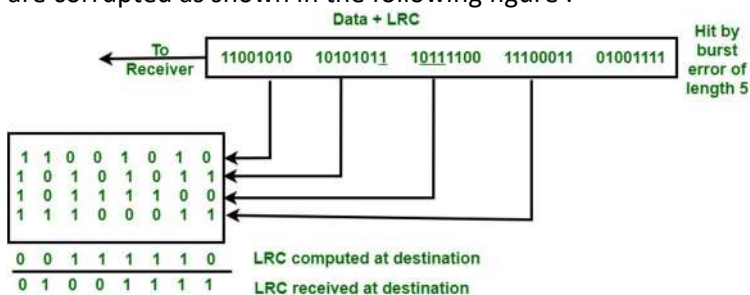 are corrupted as shown in the following figure :
Data + LRC
To
Receiver
11001010 10101011 10111100 11100011 01001111
Hit by
burst
error of
length 5
1 1 0 0 1 0 1 0
1 0 1 0 1 0 1 1
1 0 1 1 1 1 0 0
1 1 1 0 0 0 1 1
0 0 1 1 1 1 1 0 LRC computed at destination
0 1 0 0 1 1 1 1 LRC received at destination